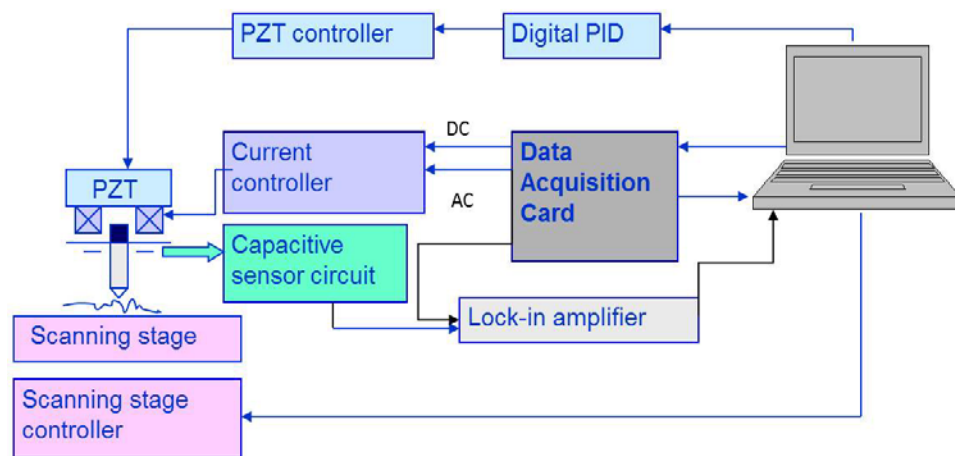 PZT controller
Digital PID
DC
Current
controller
Data
Acquisition
Card
PZT
AC
Capacitive
sensor circuit
Lock-in amplifier
Scanning stage
Scanning stage
controller